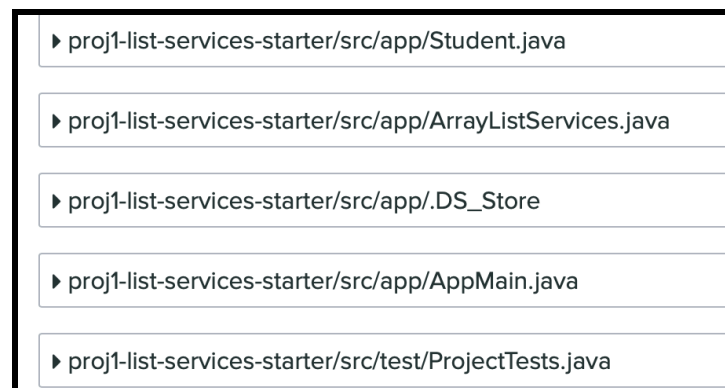 proj1-list-services-starter/src/app/Student.java
proj1-list-services-starter/src/app/ArrayListServices.java
proj1-list-services-starter/src/app/.DS_Store
proj1-list-services-starter/src/app/AppMain.java
proj1-list-services-starter/src/test/ProjectTests.java